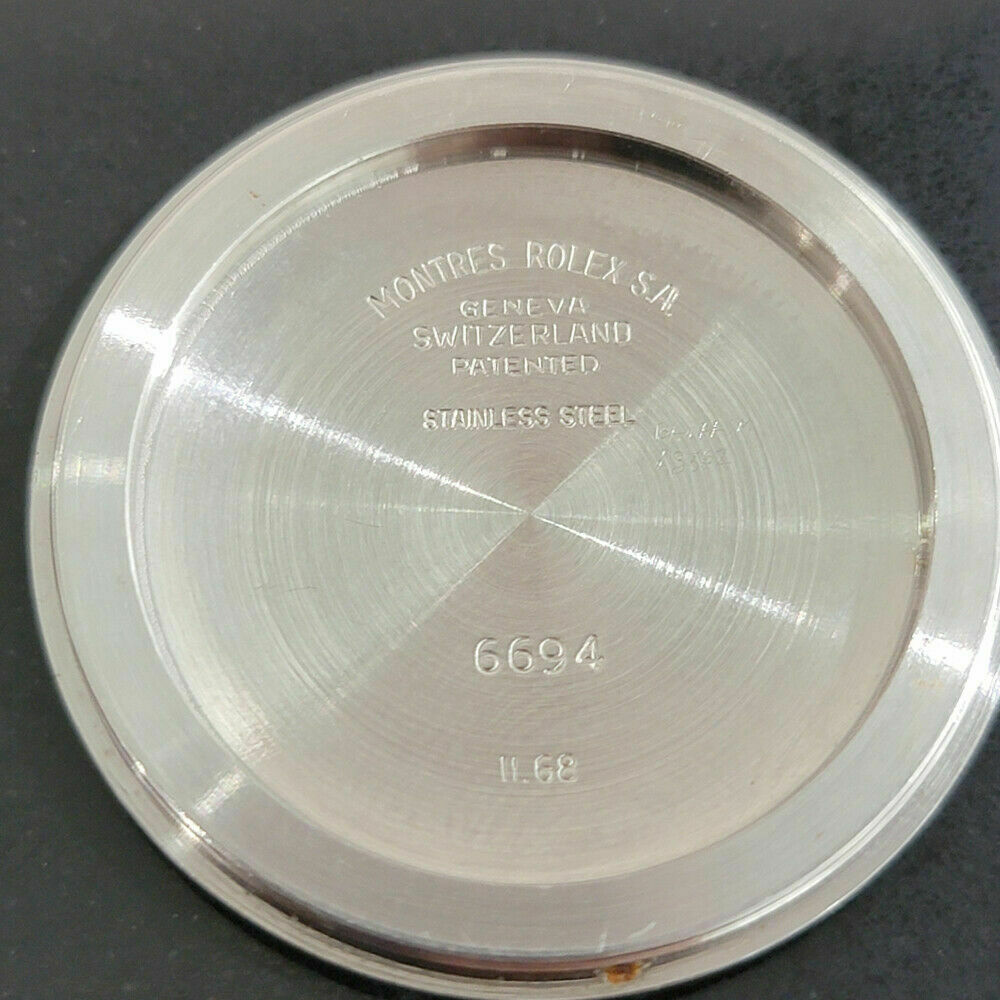 MONTRES ROLEX S.A.
GENEVA
SWITZERLAND
PATENTED
STAINLESS STEEL
6694
II.68